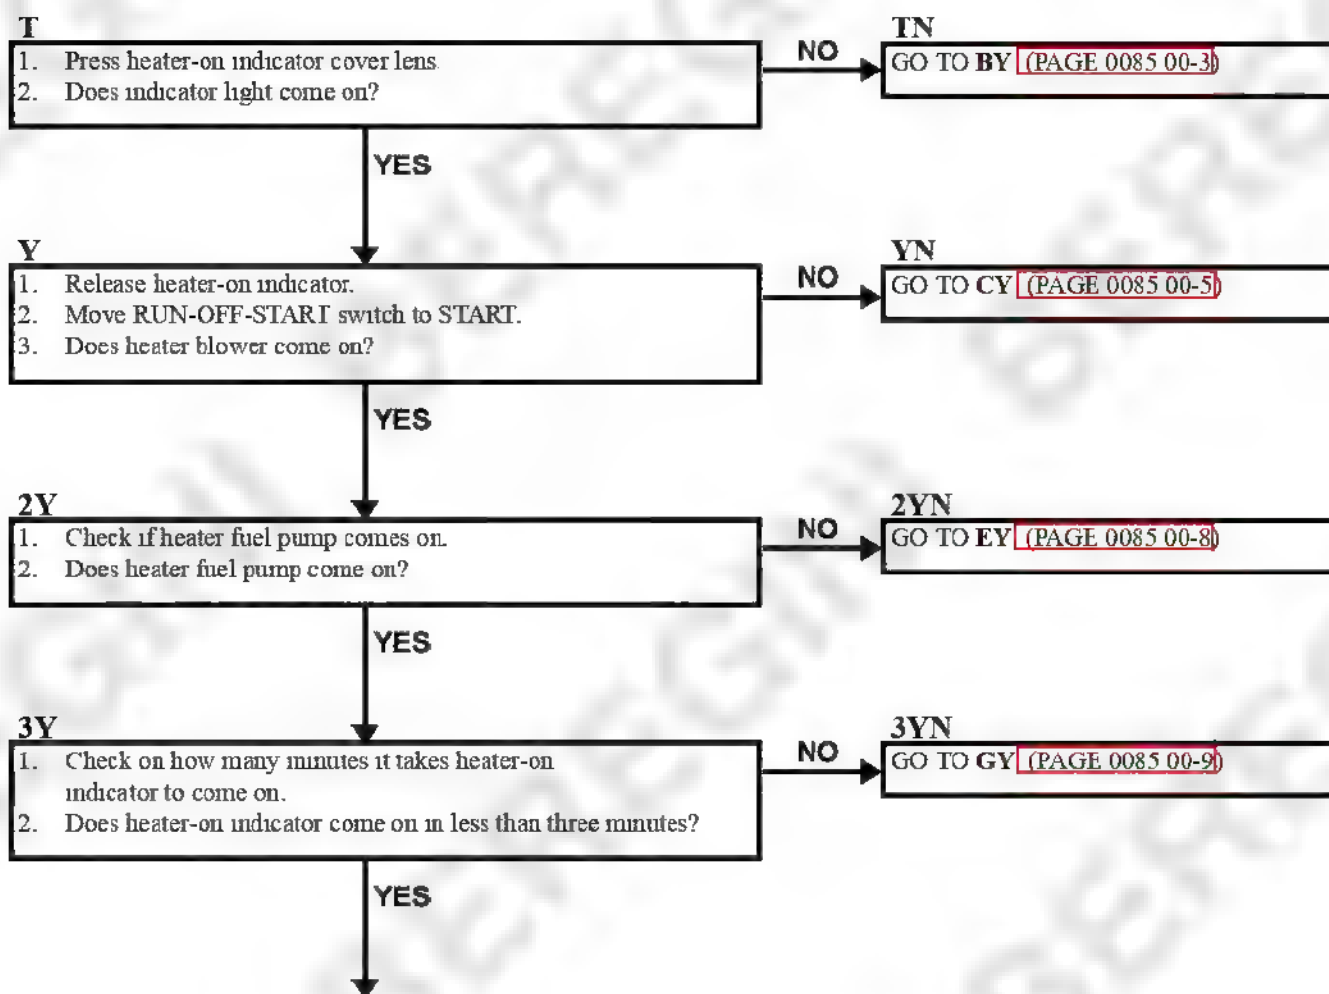 T
1. Press heater-on indicator cover lens.
2. Does indicator light come on?
NO
TN
GO TO BY (PAGE 0085 00-3)
YES
Y
1. Release heater-on indicator.
2. Move RUN-OFF-START switch to START.
3. Does heater blower come on?
NO
YN
GO TO CY (PAGE 0085 00-5)
YES
2Y
1. Check if heater fuel pump comes on.
2. Does heater fuel pump come on?
NO
2YN
GO TO EY (PAGE 0085 00-8)
YES
3Y
1. Check on how many minutes it takes heater-on
indicator to come on.
2. Does heater-on indicator come on in less than three minutes?
NO
3YN
GO TO GY (PAGE 0085 00-9)
YES